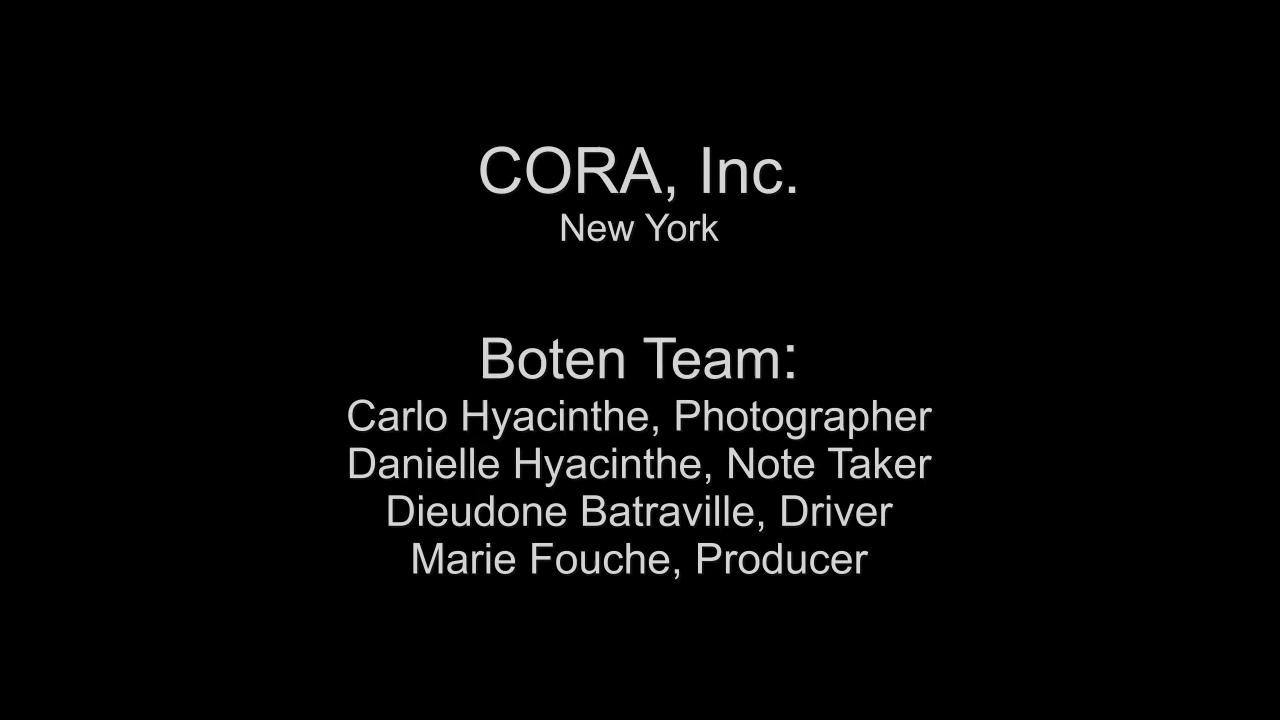 CORA, Inc.
New York
Boten Team:
Carlo Hyacinthe, Photographer
Danielle Hyacinthe, Note Taker
Dieudone Batraville, Driver
Marie Fouche, Producer